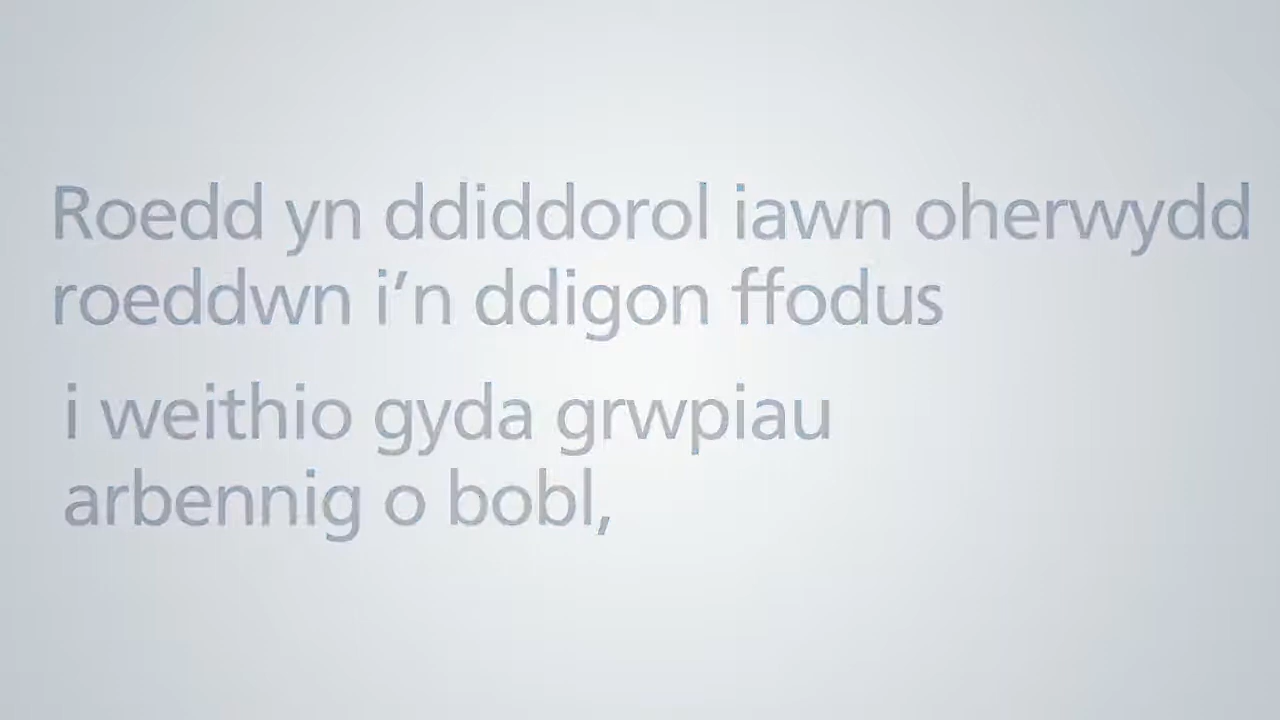 Roedd yn ddiddorol iawn oherwydd
roeddwn i’n ddigon ffodus
i weithio gyda grwpiau
arbennig o bobl,